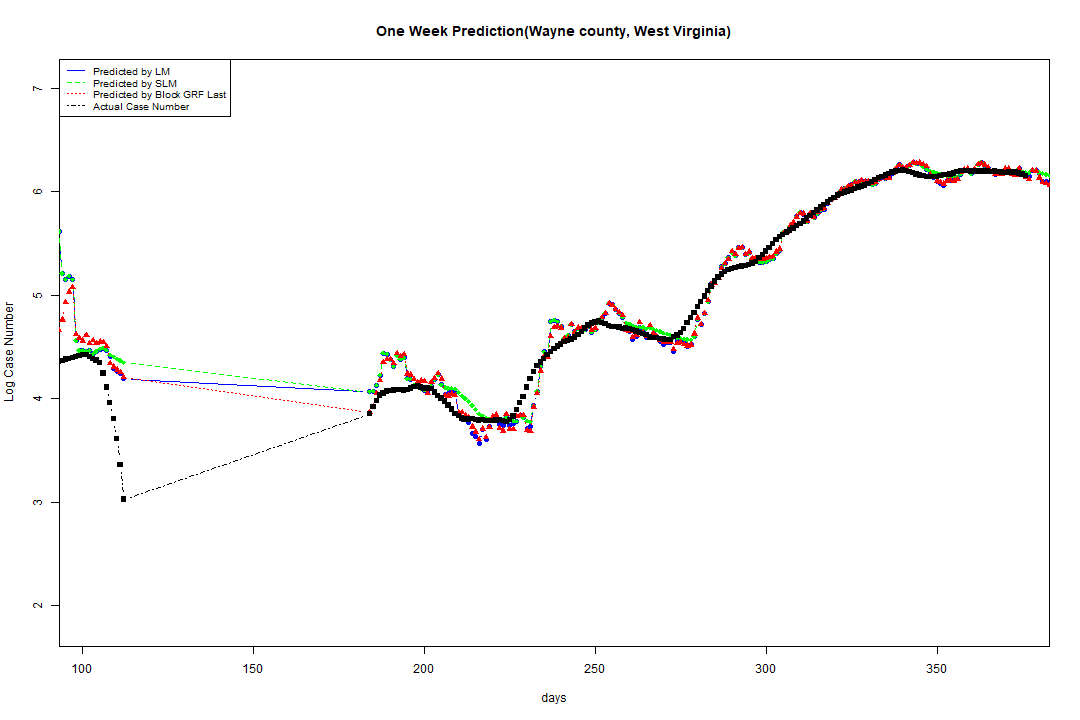 One Week Prediction(Wayne county, West Virginia)
Predicted by LM
Predicted by SLM
Predicted by Block GRF Last
Actual Case Number
Log Case Number
7
6
5
4
3
2
100 150 200 250 300 350
days